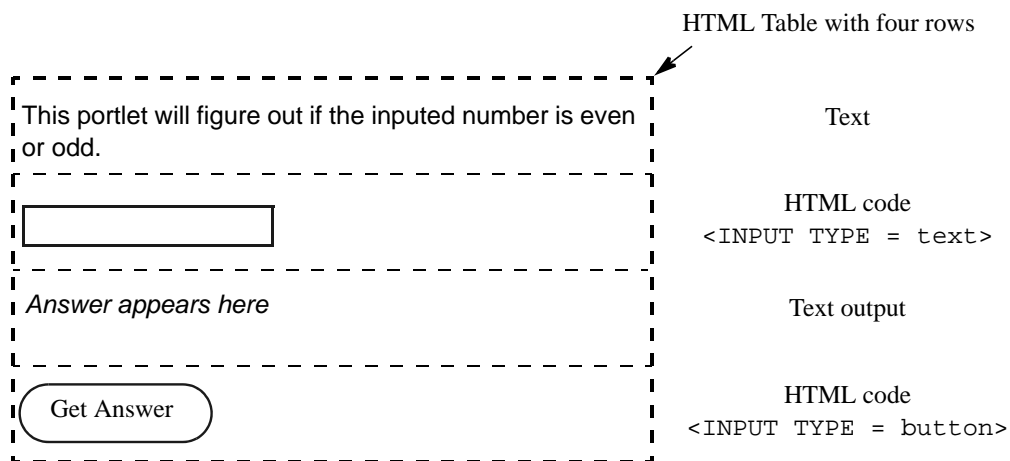 HTML Table with four rows
This portlet will figure out if the inputed number is even
or odd.
Text
HTML code
<INPUT TYPE = text>
Answer appears here
Text output
Get Answer
HTML code
<INPUT TYPE = button>